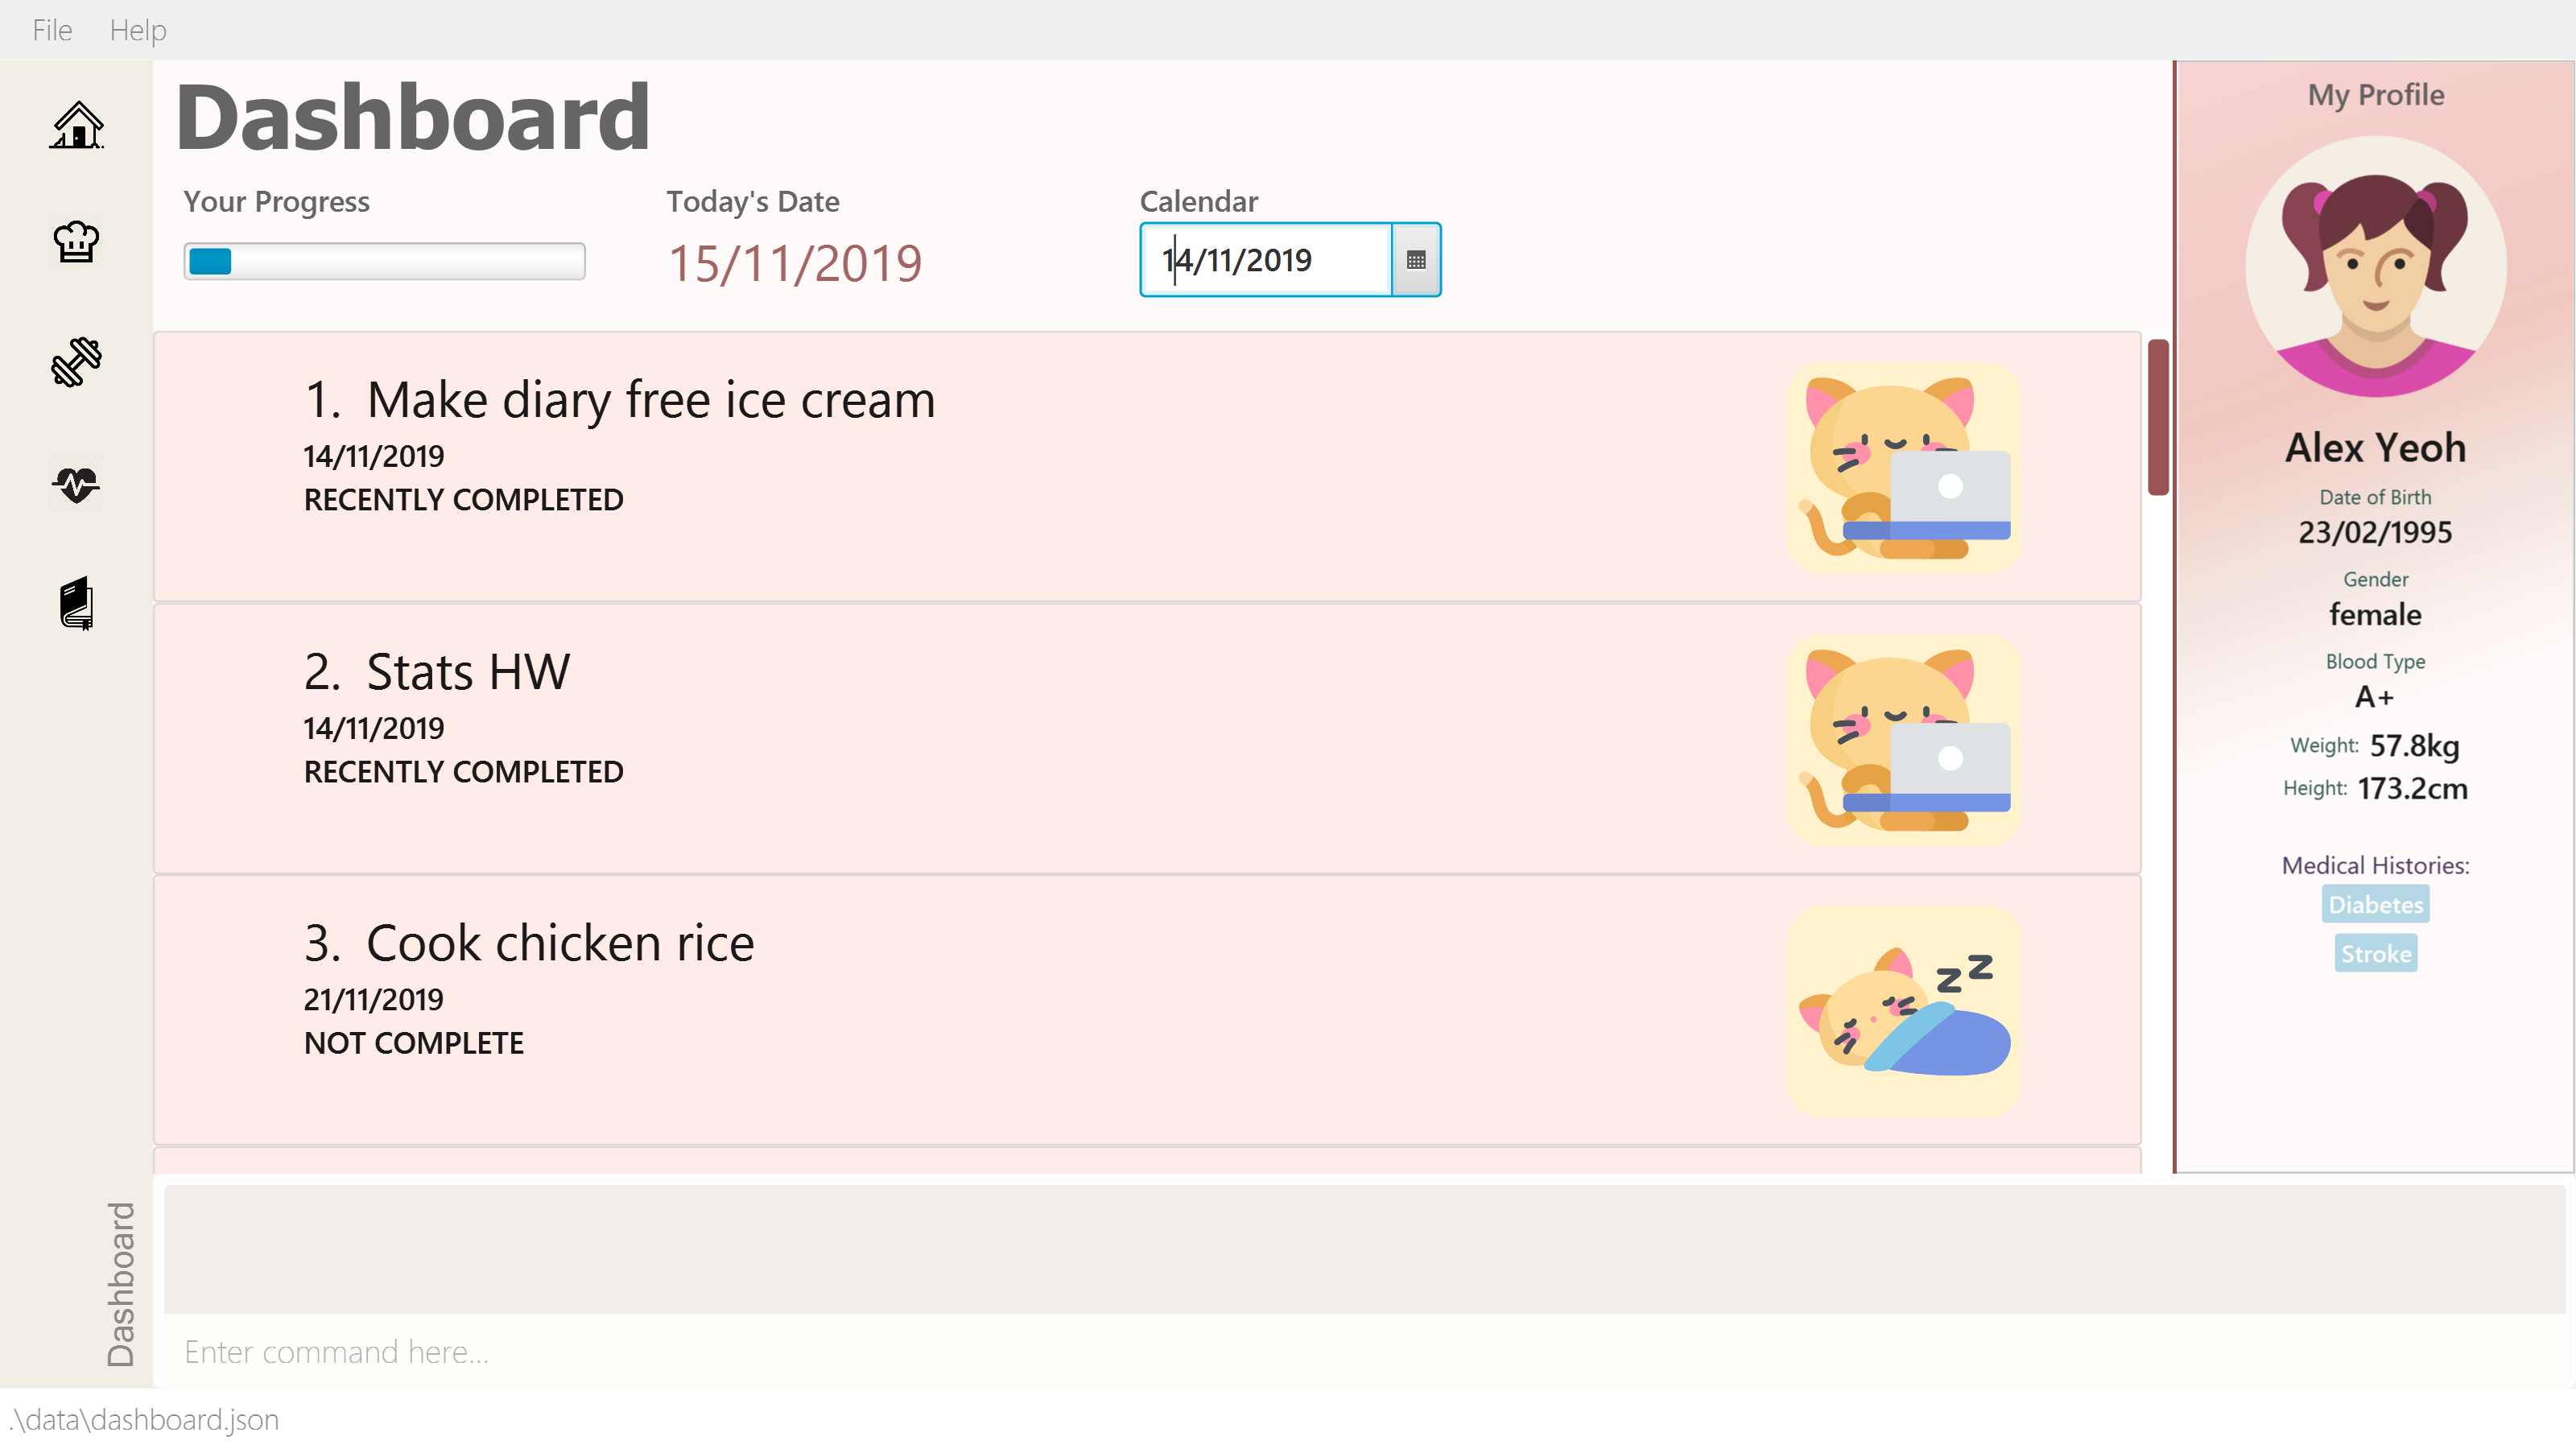 File Help
Dashboard
Your Progress
Today's Date
15/11/2019
Calendar
14/11/2019
1. Make diary free ice cream
14/11/2019
RECENTLY COMPLETED
2. Stats HW
14/11/2019
RECENTLY COMPLETED
3. Cook chicken rice
21/11/2019
NOT COMPLETE
zz
My Profile
Alex Yeoh
Date of Birth
23/02/1995
Gender
female
Blood Type
A+
Weight: 57.8kg
Height: 173.2cm
Medical Histories:
Diabetes
Stroke
Dashboard
Enter command here...
.\data\dashboard.json